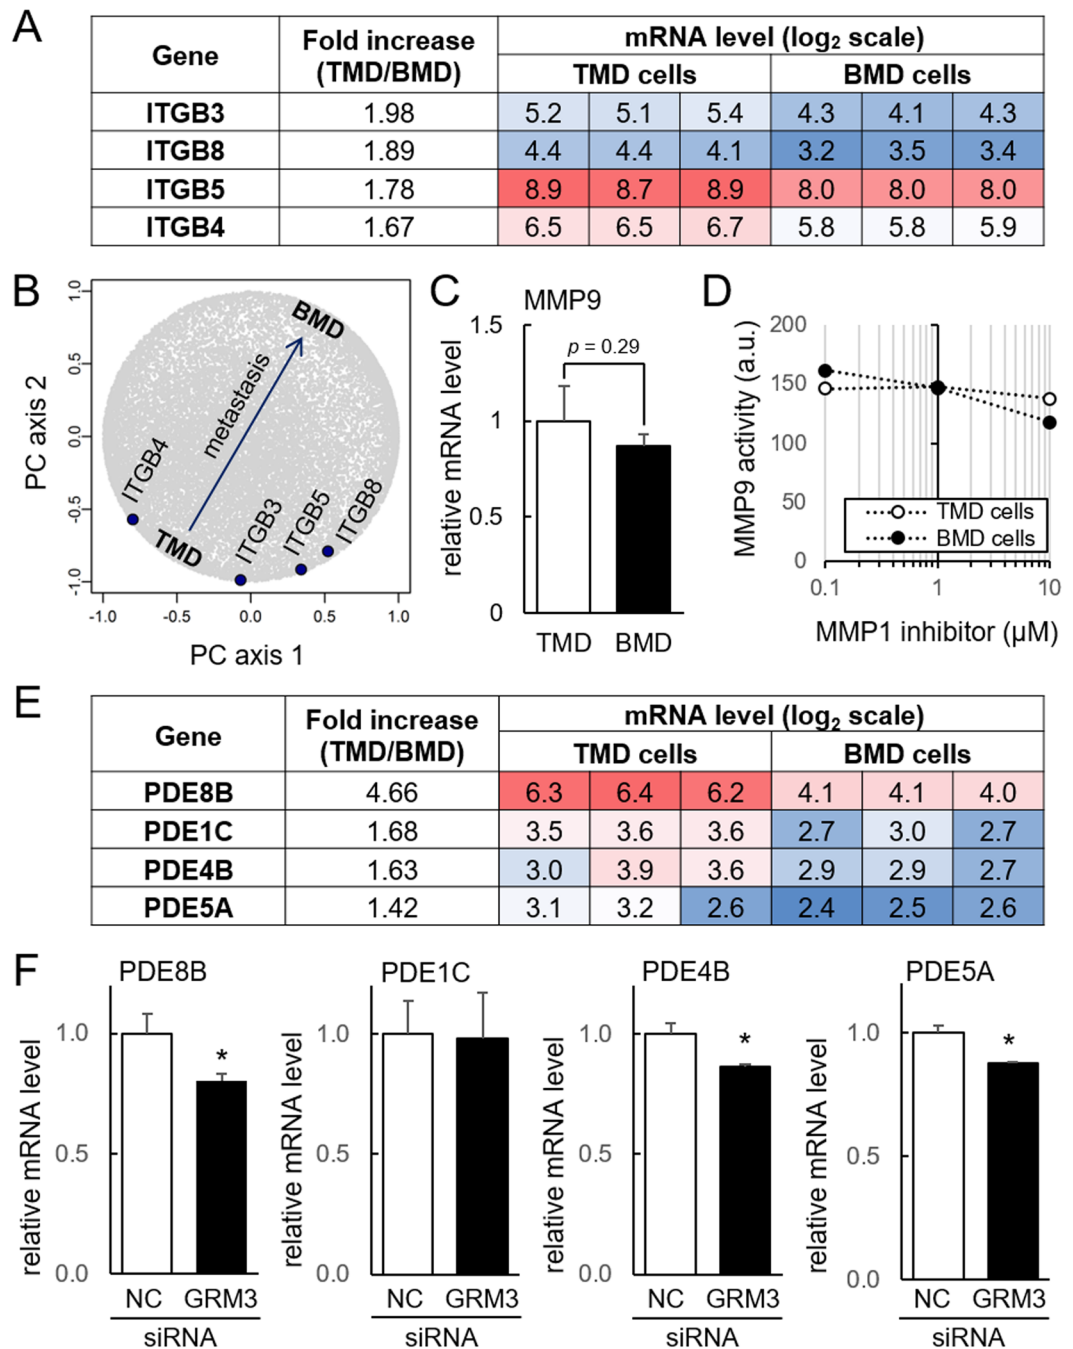 A
Gene Fold increase (TMD/BMD) mRNA level (log2 scale)
TMD cells BMD cells
ITGB3 1.98 5.2 5.1 5.4 4.3 4.1 4.3
ITGB8 1.89 4.4 4.4 4.1 3.2 3.5 3.4
ITGB5 1.78 8.9 8.7 8.9 8.0 8.0 8.0
ITGB4 1.67 6.5 6.5 6.7 5.8 5.8 5.9
B
PC axis 2
1.0
0.5
0.0
-0.5
-1.0
BMD
metastasis
ITGB4
TMD
ITGB3
ITGB5
ITGB8
-1.0 -0.5 0.0 0.5 1.0
PC axis 1
C
MMP9
relative mRNA level
1.5
1
0.5
0
p = 0.29
TMD BMD
D
MMP9 activity (a.u.)
200
150
100
50
0
TMD cells
BMD cells
0.1 1 10
MMP1 inhibitor (µM)
E
Gene Fold increase (TMD/BMD) mRNA level (log2 scale)
TMD cells BMD cells
PDE8B 4.66 6.3 6.4 6.2 4.1 4.1 4.0
PDE1C 1.68 3.5 3.6 3.6 2.7 3.0 2.7
PDE4B 1.63 3.0 3.9 3.6 2.9 2.9 2.7
PDE5A 1.42 3.1 3.2 2.6 2.4 2.5 2.6
F
PDE8B
relative mRNA level
1.0
0.5
0.0
*
NC GRM3
siRNA
PDE1C
relative mRNA level
1.0
0.5
0.0
NC GRM3
siRNA
PDE4B
relative mRNA level
1.0
0.5
0.0
*
NC GRM3
siRNA
PDE5A
relative mRNA level
1.0
0.5
0.0
*
NC GRM3
siRNA